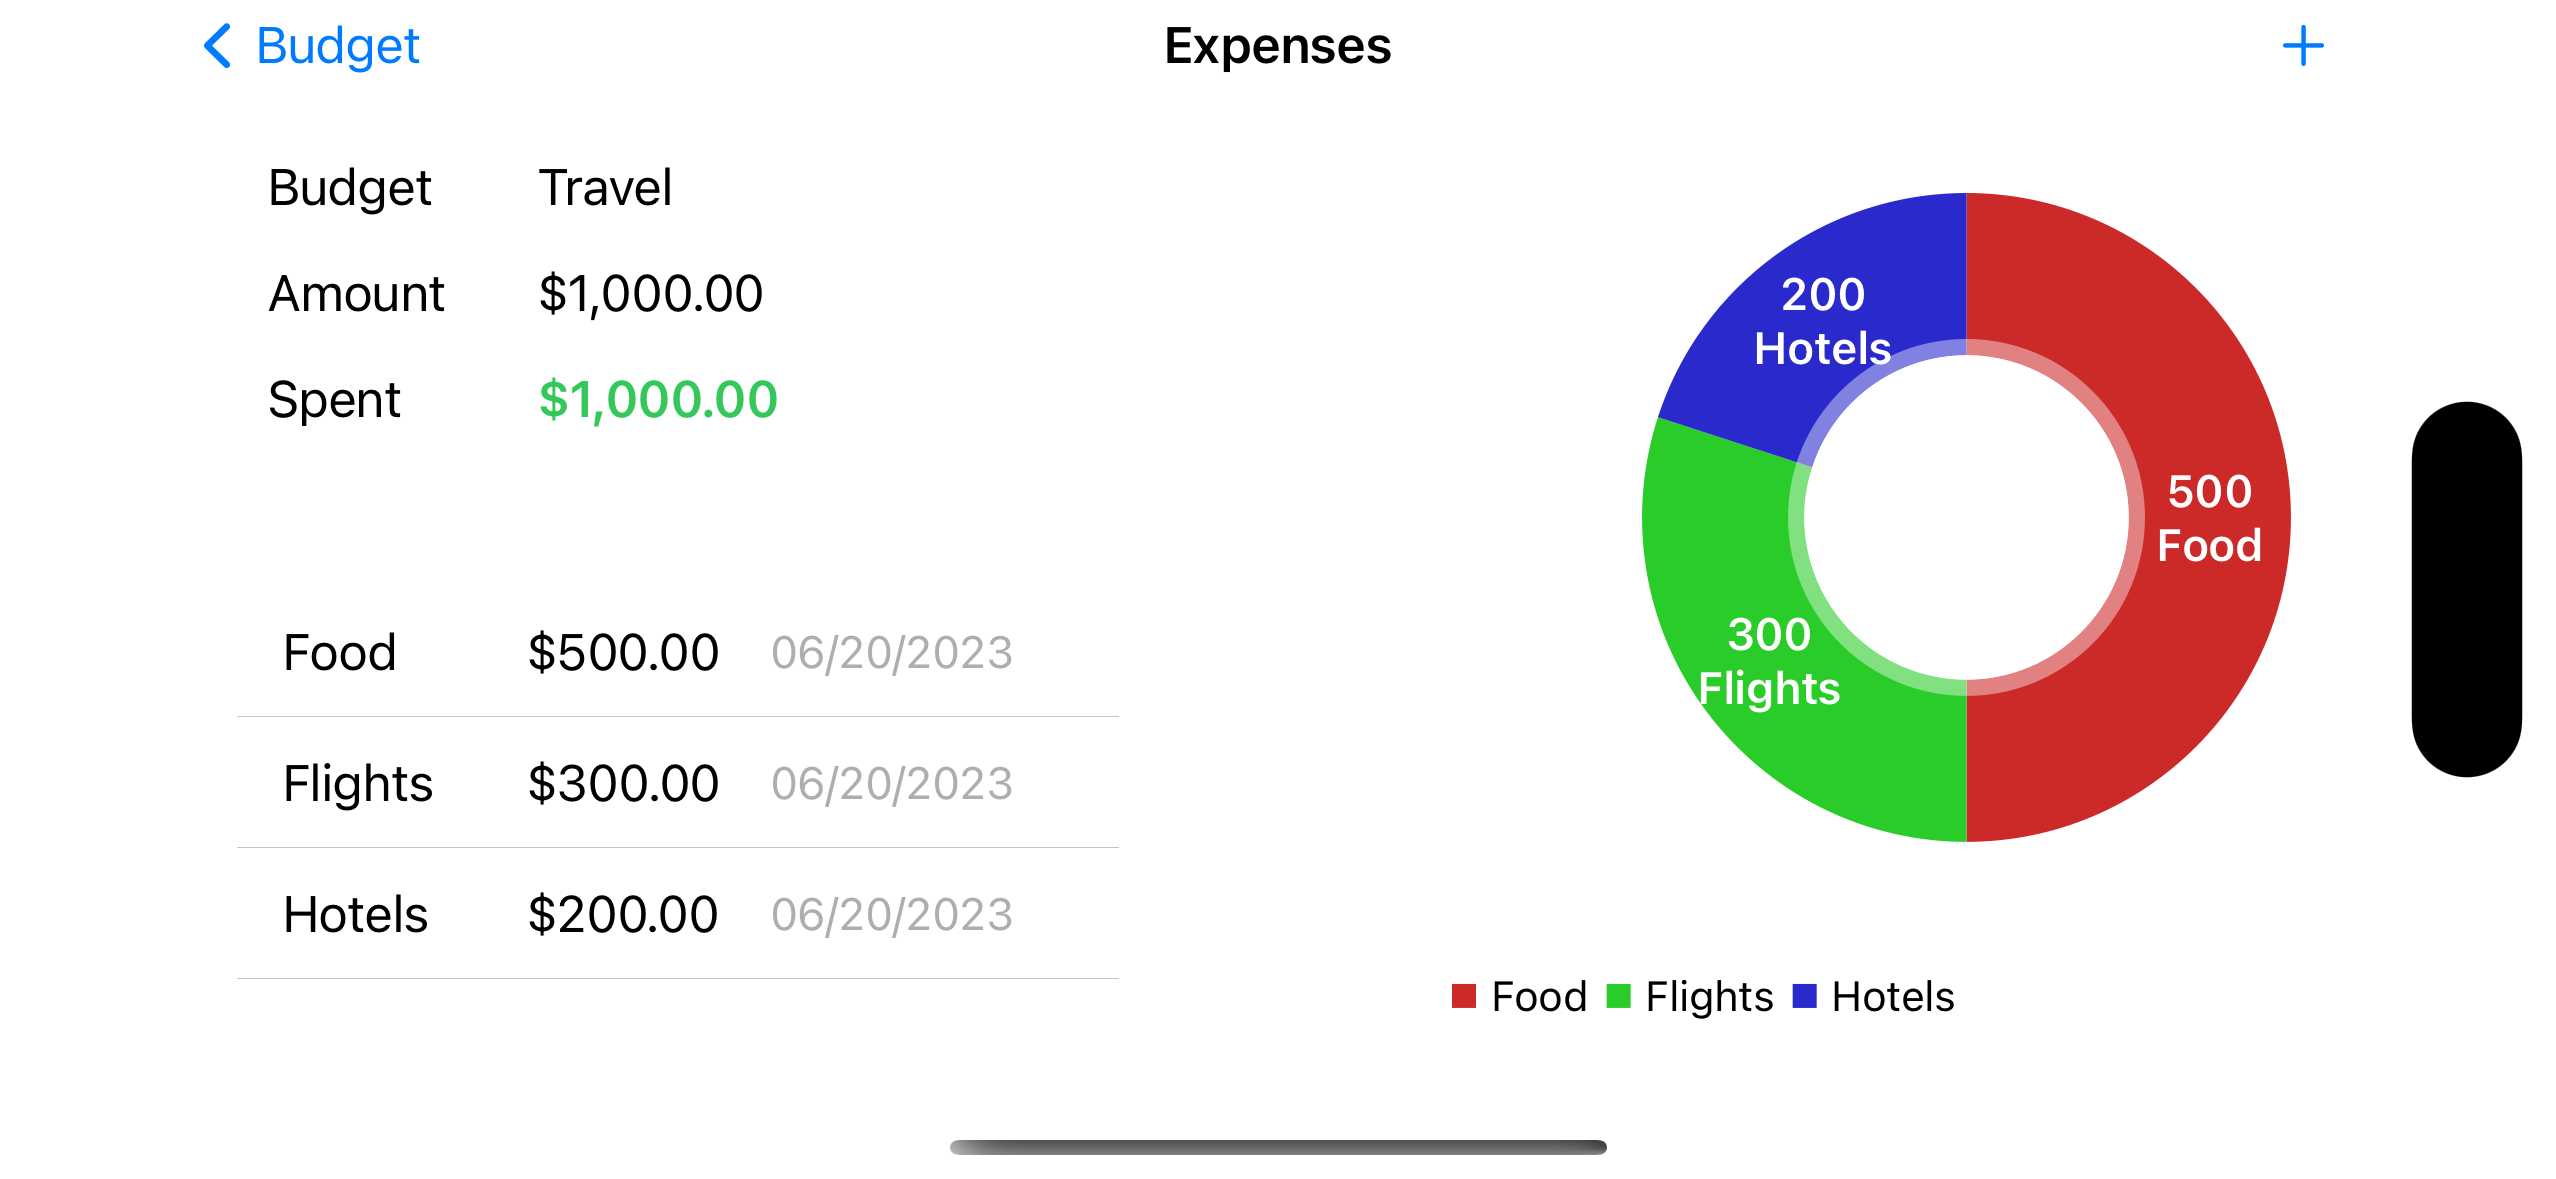 Budget
Expenses
Budget Travel
Amount $1,000.00
Spent $1,000.00
Food $500.00 06/20/2023
Flights $300.00 06/20/2023
Hotels $200.00 06/20/2023
200
Hotels
500
Food
300
Flights
Food Flights Hotels